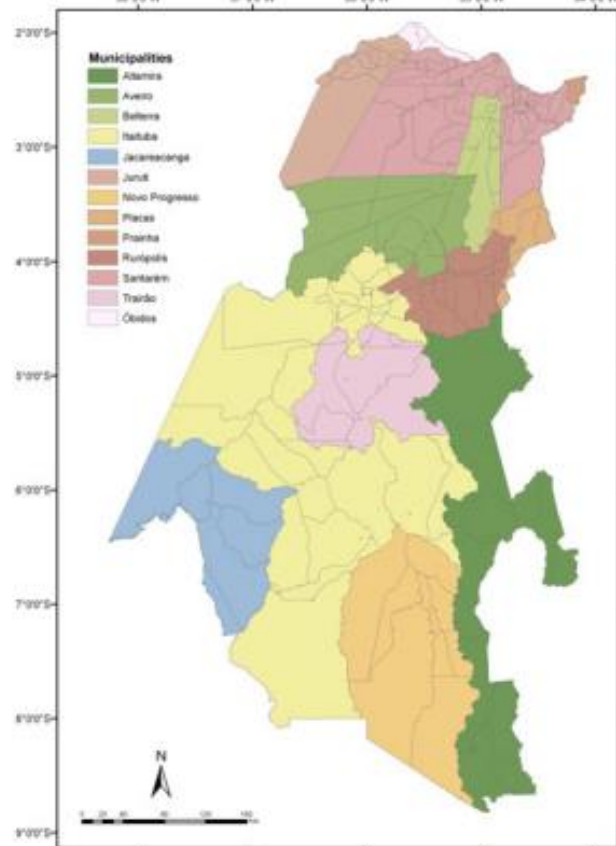 2°0'0"S
3°0'0"S
4°0'0"S
5°0'0"S
6°0'0"S
7°0'0"S
8°0'0"S
9°0'0"S
Municipalities
Altamira
Aveiro
Belterra
Itaituba
Jacareacanga
Juruti
Novo Progresso
Placas
Prainha
Rurópolis
Santarém
Trairão
Óbidos
N